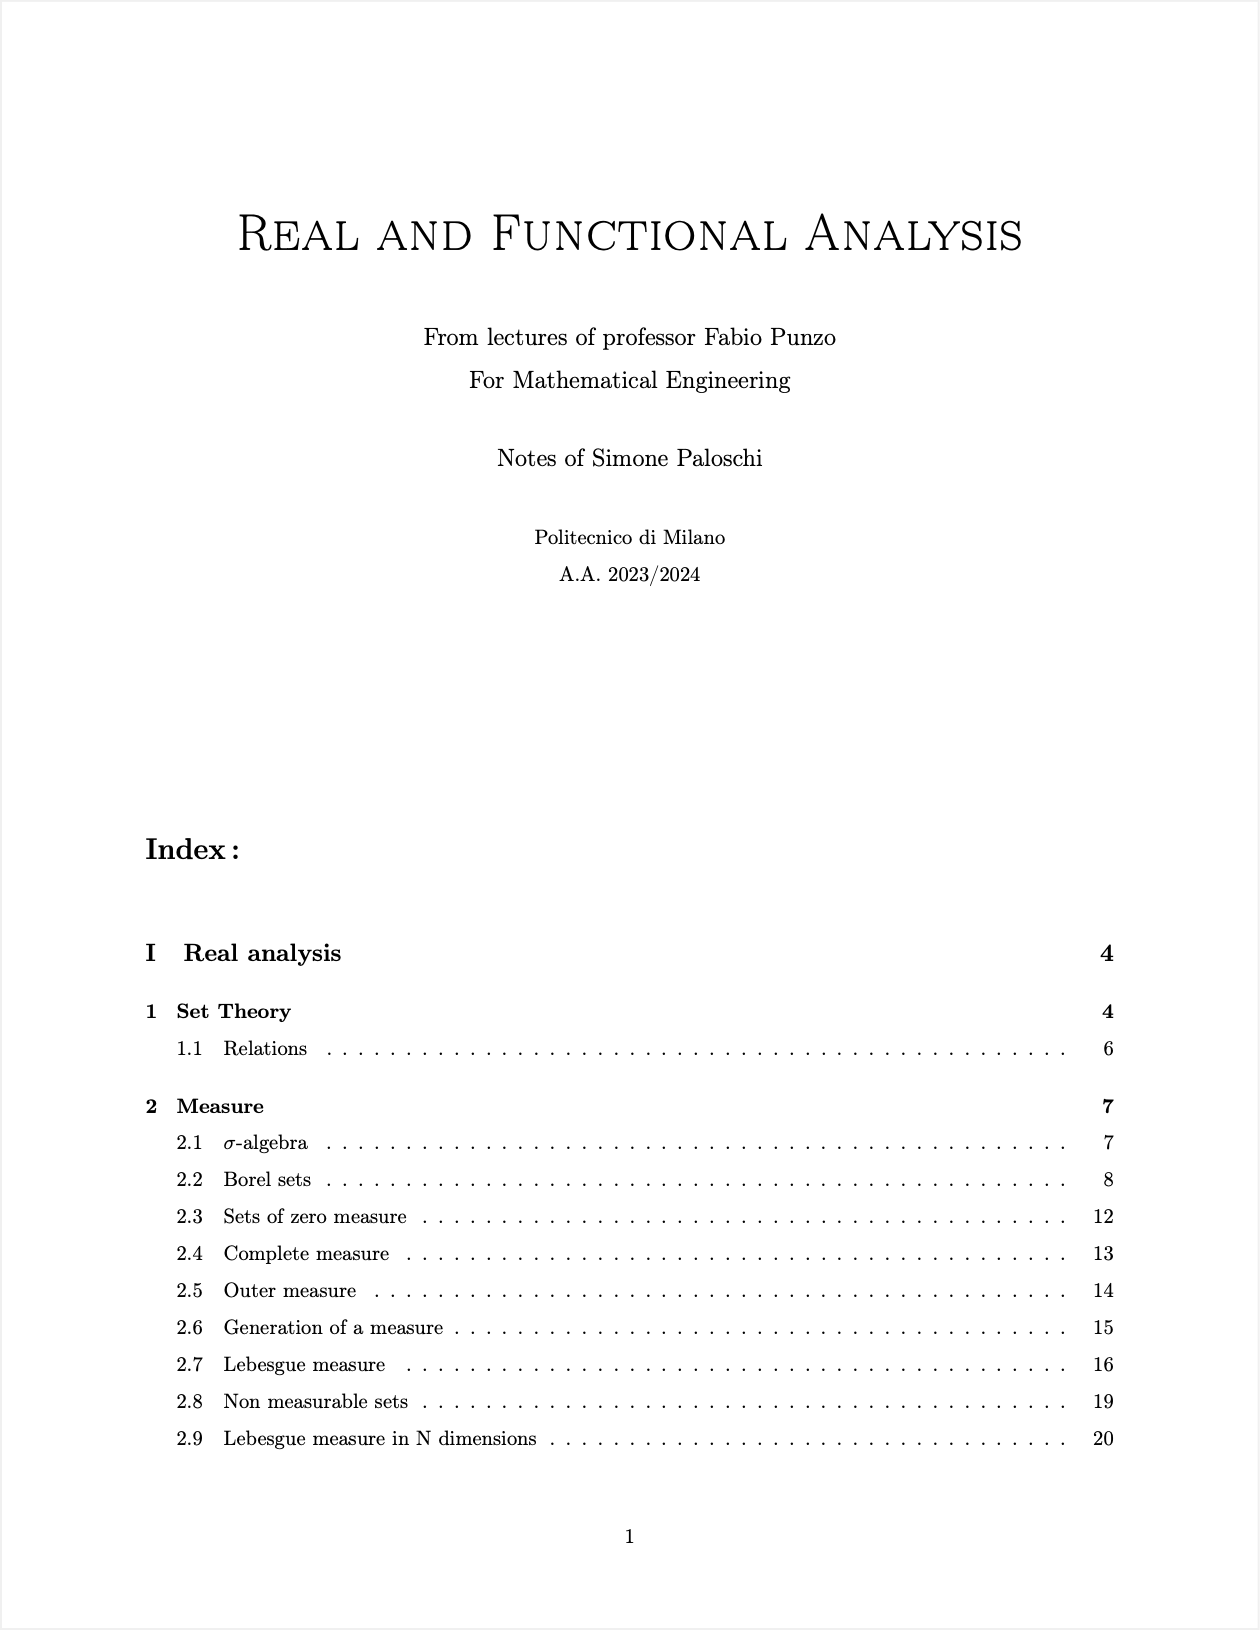 REAL AND FUNCTIONAL ANALYSIS
From lectures of professor Fabio Punzo
For Mathematical Engineering
Notes of Simone Paloschi
Politecnico di Milano
A.A. 2023/2024
Index :
I Real analysis 4
1 Set Theory 4
1.1 Relations . . . . . . . . . . . . . . . . . . . . . . . . . . . . . . . . . . . . . . . . . . . . . . . 6
2 Measure 7
2.1 σ-algebra . . . . . . . . . . . . . . . . . . . . . . . . . . . . . . . . . . . . . . . . . . . . . . . 7
2.2 Borel sets . . . . . . . . . . . . . . . . . . . . . . . . . . . . . . . . . . . . . . . . . . . . . . . 8
2.3 Sets of zero measure . . . . . . . . . . . . . . . . . . . . . . . . . . . . . . . . . . . . . . . . . 12
2.4 Complete measure . . . . . . . . . . . . . . . . . . . . . . . . . . . . . . . . . . . . . . . . . . 13
2.5 Outer measure . . . . . . . . . . . . . . . . . . . . . . . . . . . . . . . . . . . . . . . . . . . . 14
2.6 Generation of a measure . . . . . . . . . . . . . . . . . . . . . . . . . . . . . . . . . . . . . . . 15
2.7 Lebesgue measure . . . . . . . . . . . . . . . . . . . . . . . . . . . . . . . . . . . . . . . . . . 16
2.8 Non measurable sets . . . . . . . . . . . . . . . . . . . . . . . . . . . . . . . . . . . . . . . . . 19
2.9 Lebesgue measure in N dimensions . . . . . . . . . . . . . . . . . . . . . . . . . . . . . . . . . 20
1